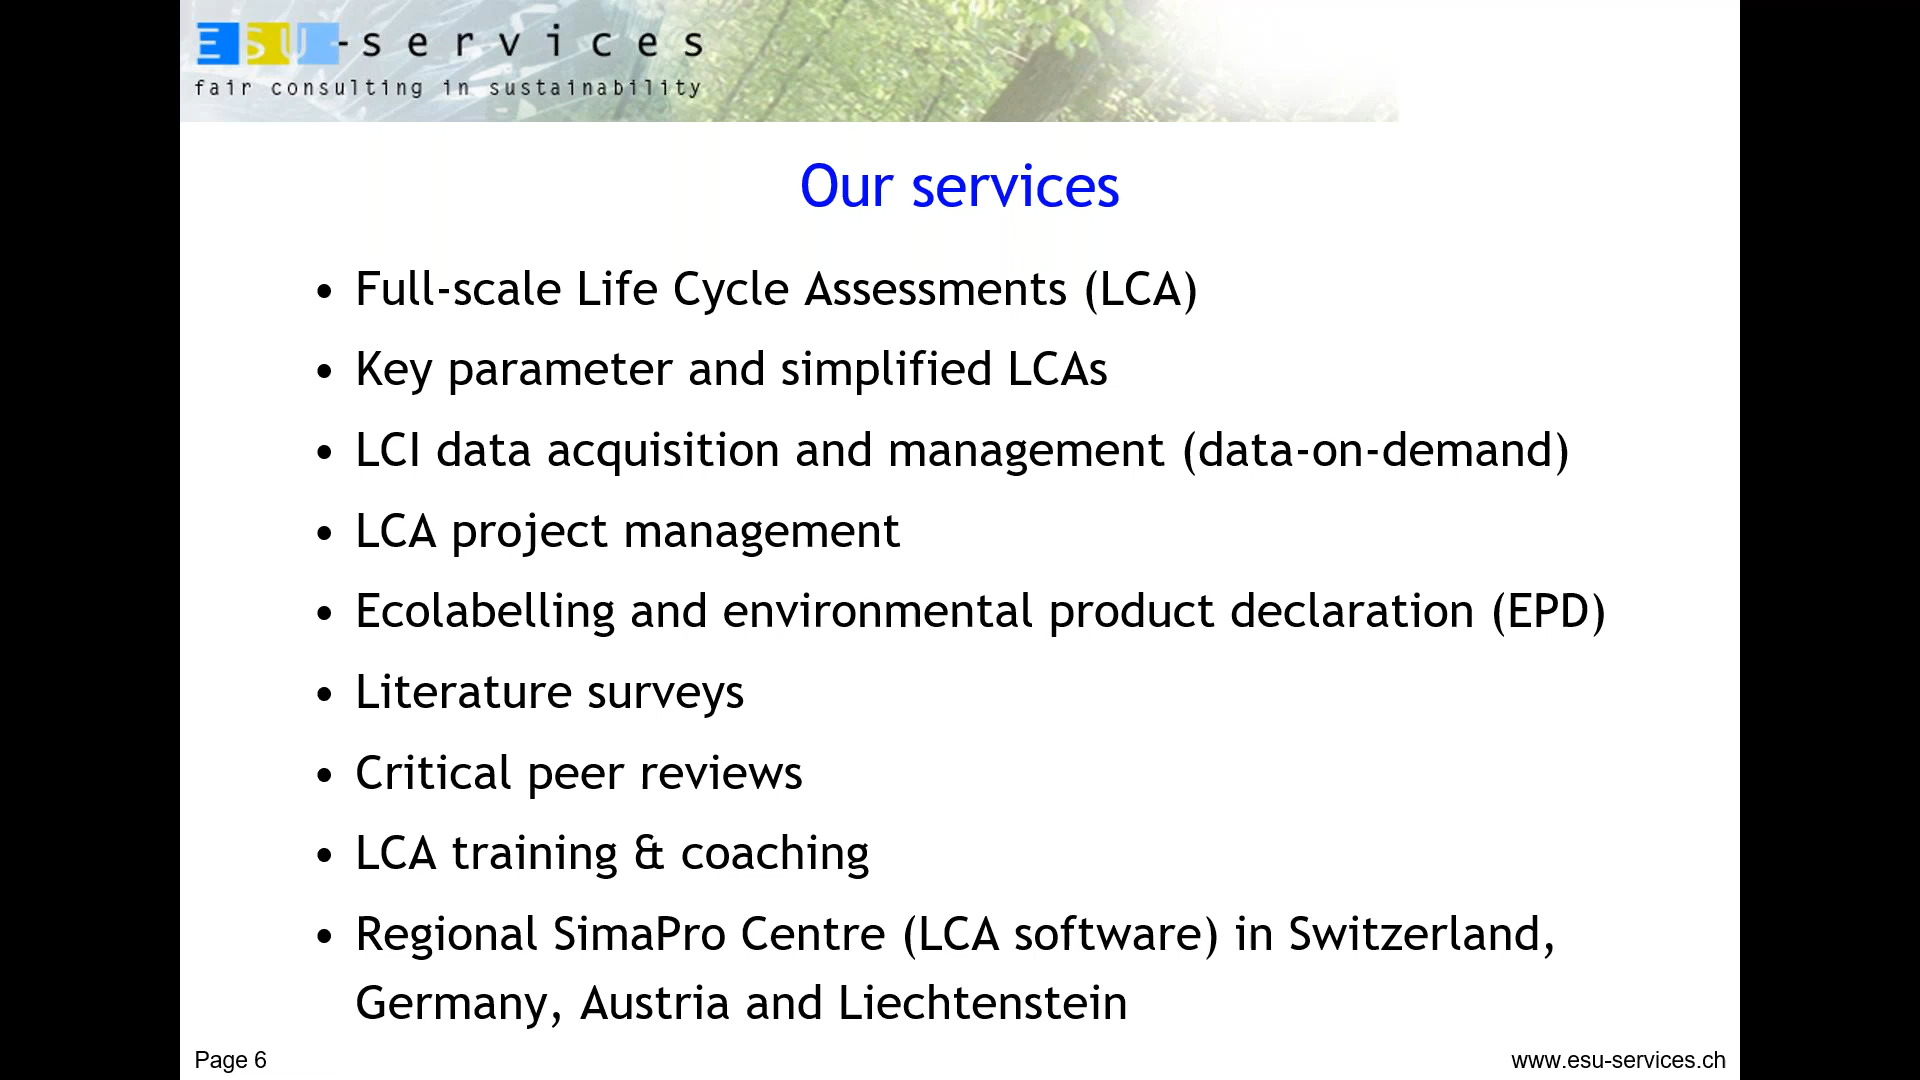 ESU-services
fair consulting in sustainability
Our services
• Full-scale Life Cycle Assessments (LCA)
• Key parameter and simplified LCAs
• LCI data acquisition and management (data-on-demand)
• LCA project management
• Ecolabelling and environmental product declaration (EPD)
• Literature surveys
• Critical peer reviews
• LCA training & coaching
• Regional SimaPro Centre (LCA software) in Switzerland,
Germany, Austria and Liechtenstein
Page 6
www.esu-services.ch